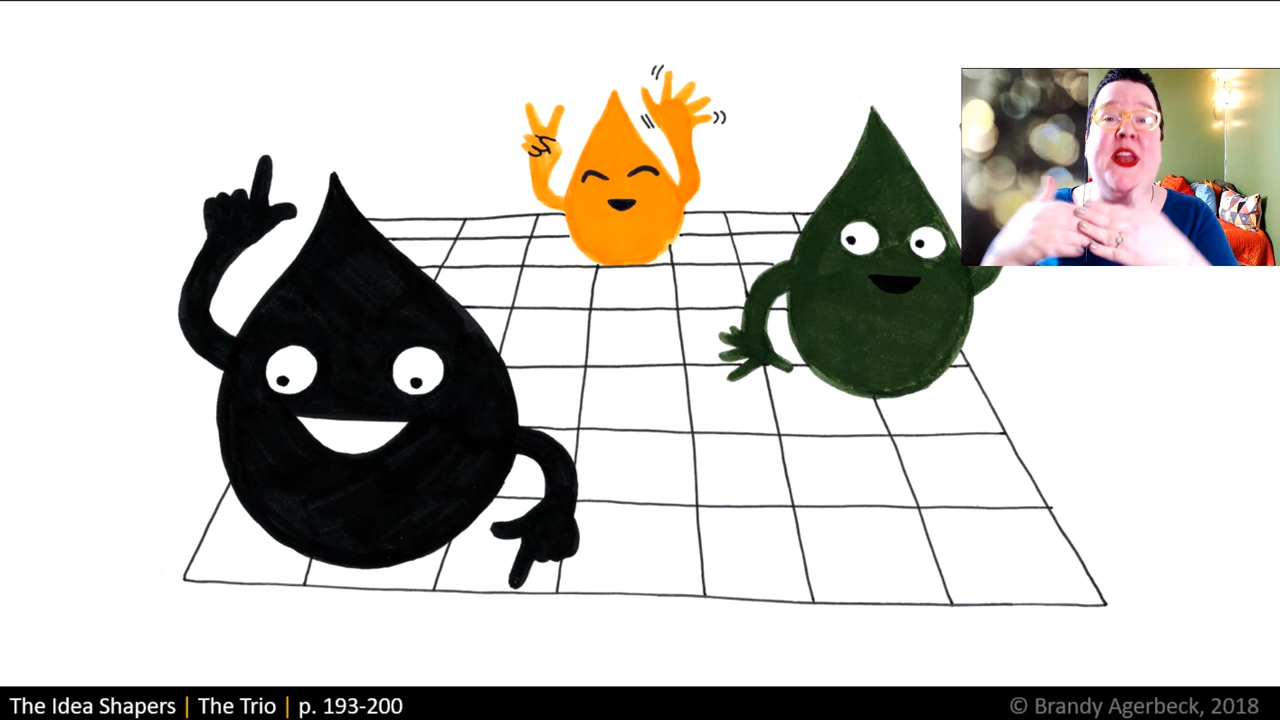 The Idea Shapers | The Trio | p. 193-200
© Brandy Agerbeck, 2018